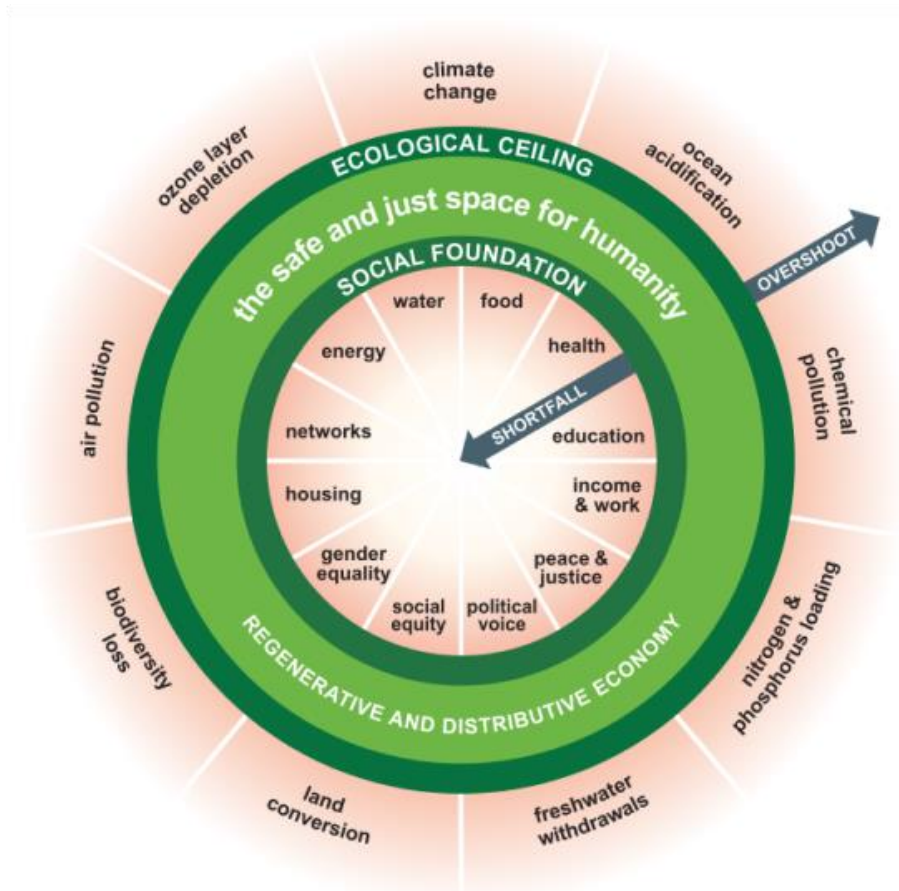 climate
change
ocean
acidification
OVERSHOOT
chemical
pollution
nitrogen &
phosphorus loading
freshwater
withdrawals
land
conversion
biodiversity
loss
air pollution
ozone layer
depletion
ECOLOGICAL CEILING
the safe and just space for humanity
SOCIAL FOUNDATION
water
food
health
SHORTFALL
education
income
& work
peace &
justice
political
voice
social
equity
gender
equality
housing
networks
energy
REGENERATIVE AND DISTRIBUTIVE ECONOMY